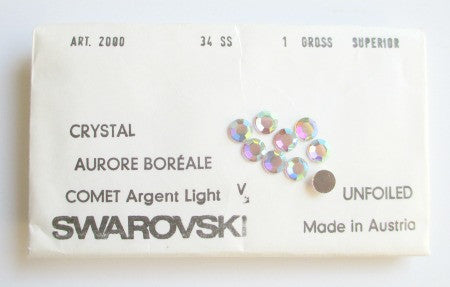 ART. 2000 34 SS 1 GROSS SUPERIOR
CRYSTAL
AURORE BORÉALE
COMET Argent Light V UNFOILED
SWAROVSKI Made in Austria